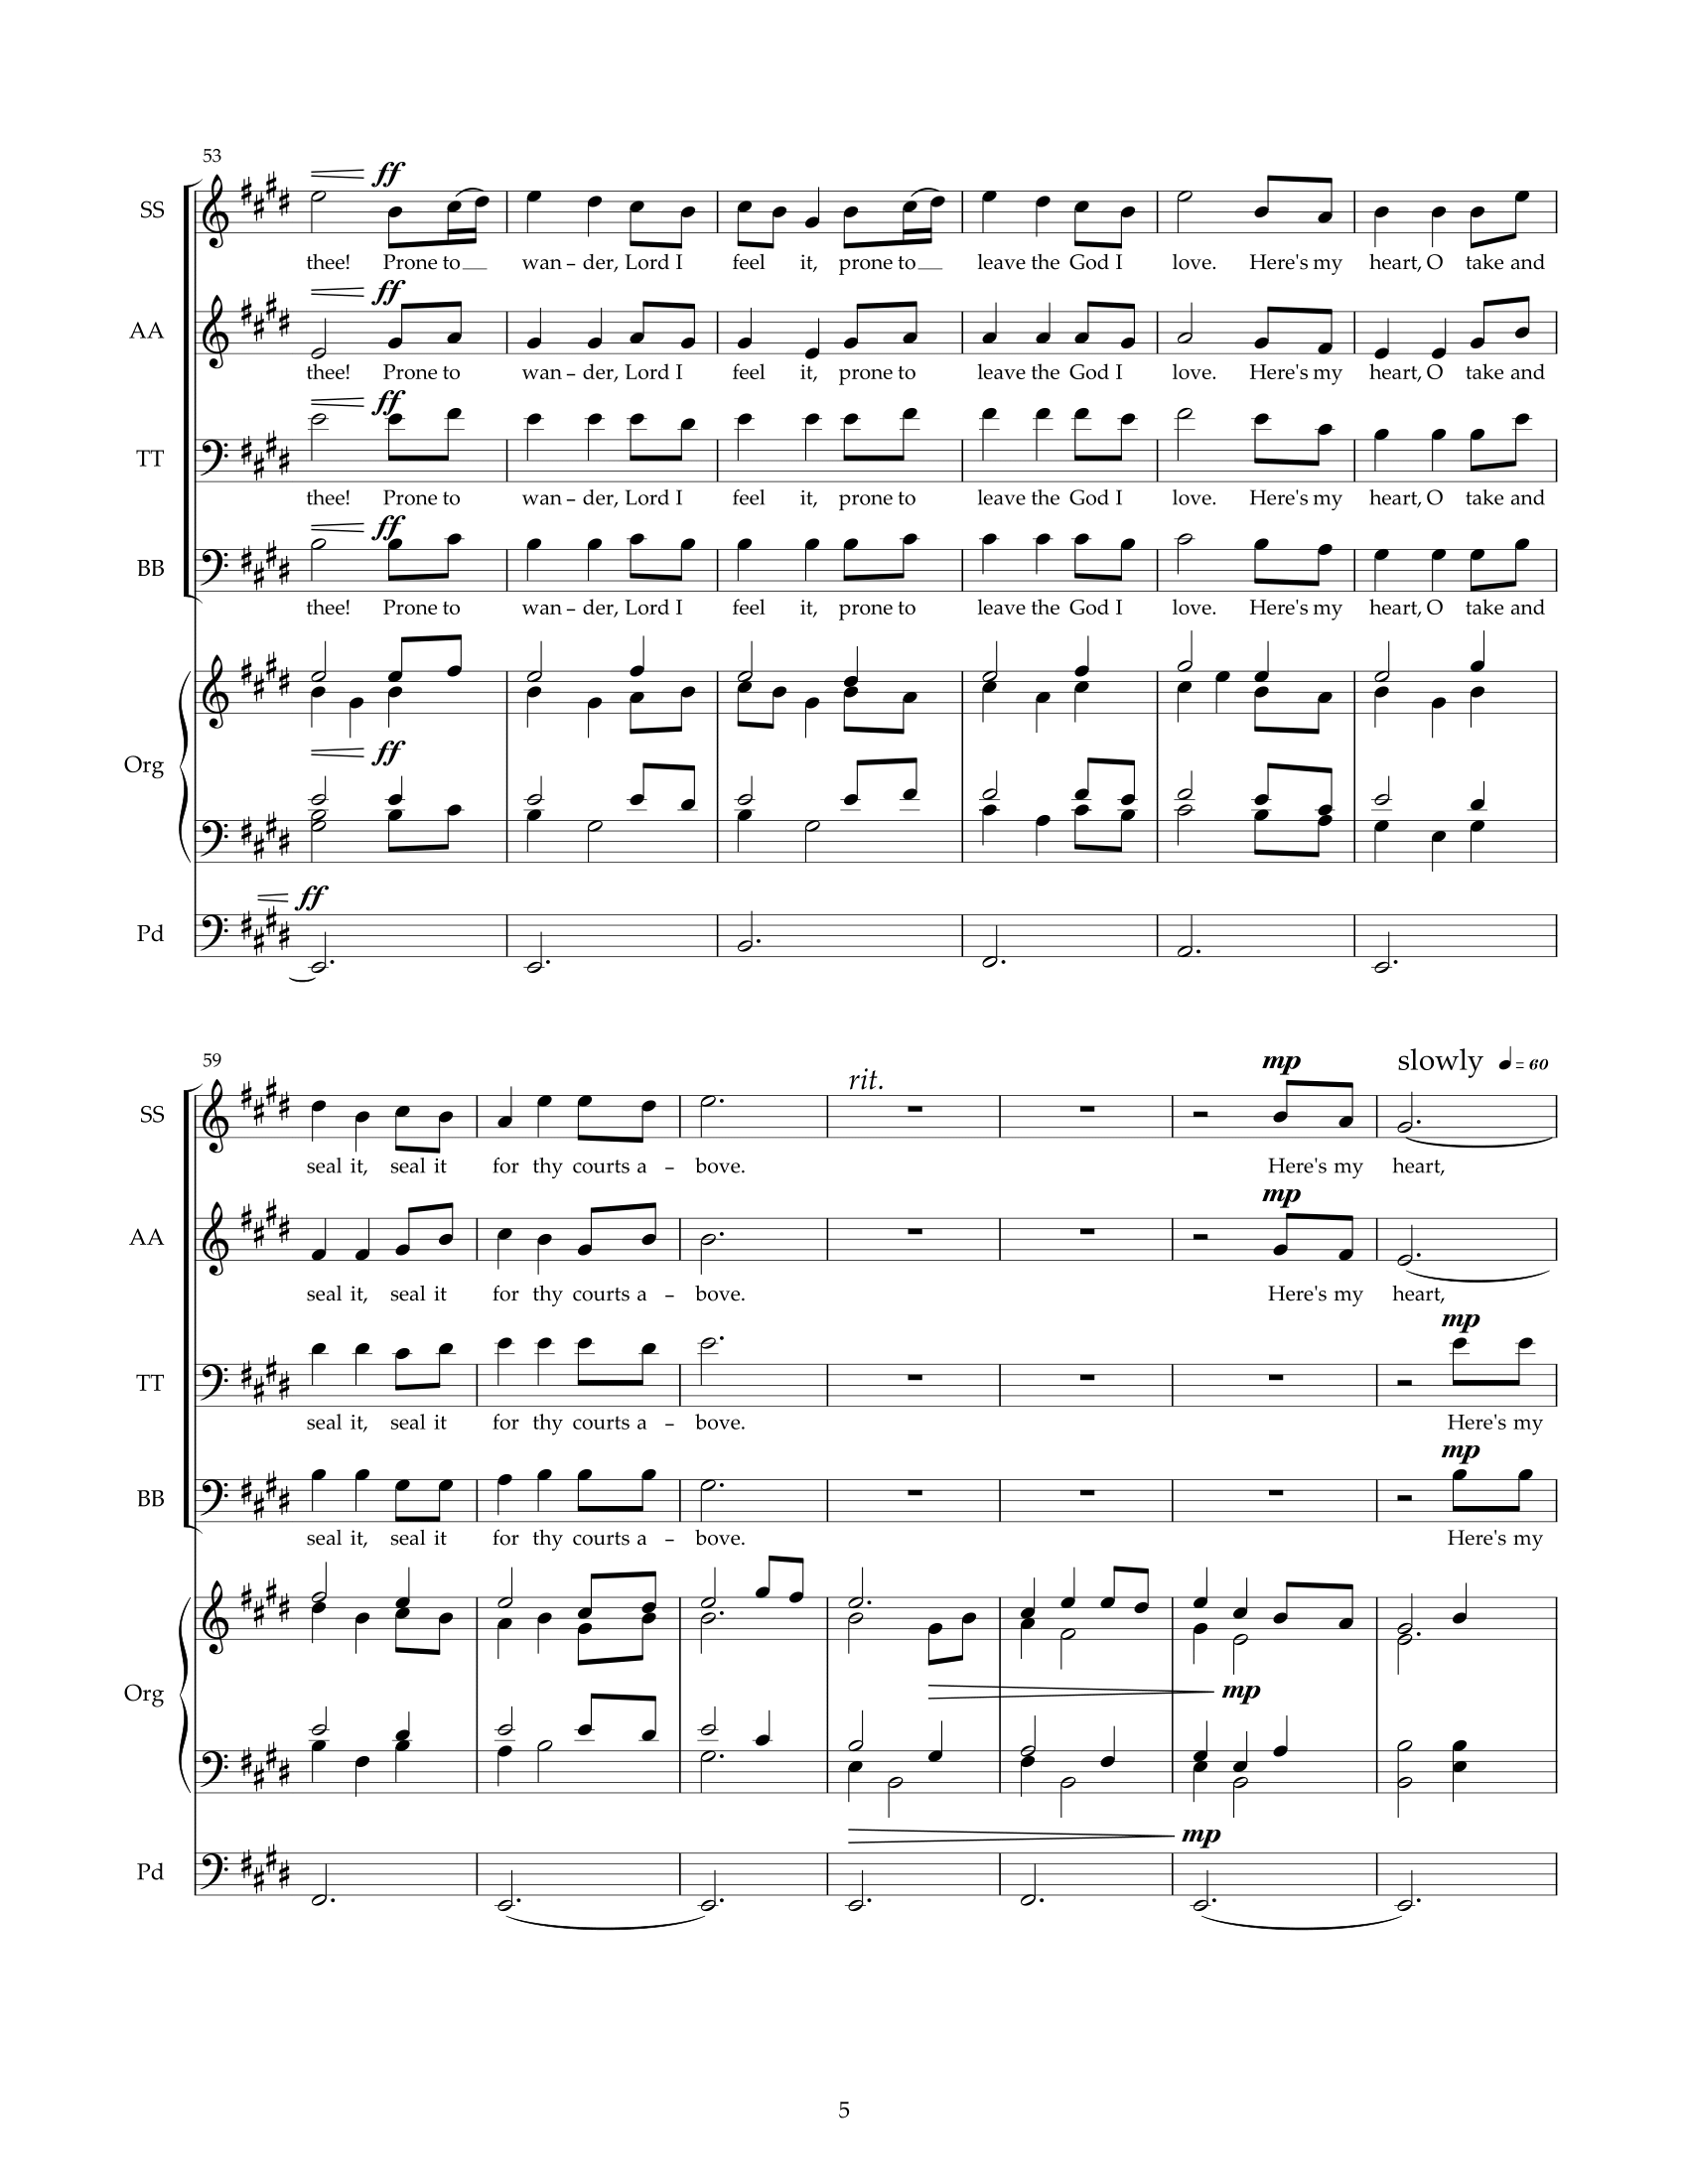 53
ff
SS
thee! Prone to wan – der, Lord I feel it, prone to leave the God I love. Here's my heart, O take and
ff
AA
thee! Prone to wan – der, Lord I feel it, prone to leave the God I love. Here's my heart, O take and
ff
TT
thee! Prone to wan – der, Lord I feel it, prone to leave the God I love. Here's my heart, O take and
ff
BB
thee! Prone to wan – der, Lord I feel it, prone to leave the God I love. Here's my heart, O take and
ff
Org
ff
Pd
59
mp
slowly = 60
rit.
SS
seal it, seal it for thy courts a – bove. Here's my heart,
mp
AA
seal it, seal it for thy courts a – bove. Here's my heart,
mp
TT
seal it, seal it for thy courts a – bove. Here's my
mp
BB
seal it, seal it for thy courts a – bove. Here's my
Org
mp
mp
Pd
5